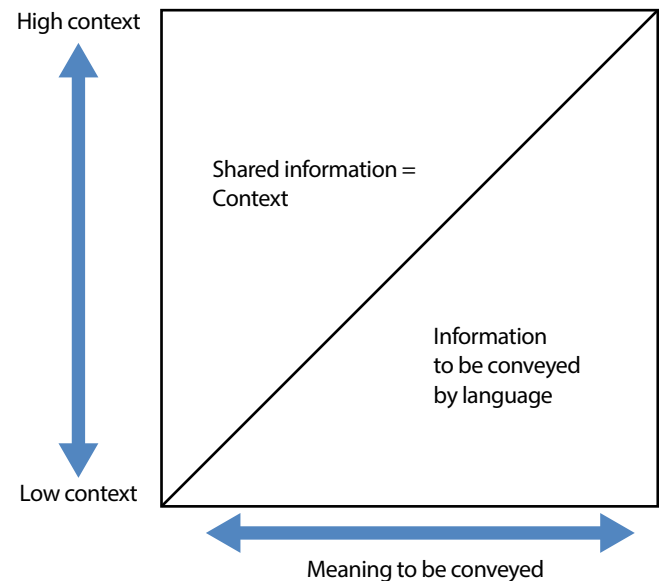 High context
Shared information =
Context
Information
to be conveyed
by language
Low context
Meaning to be conveyed